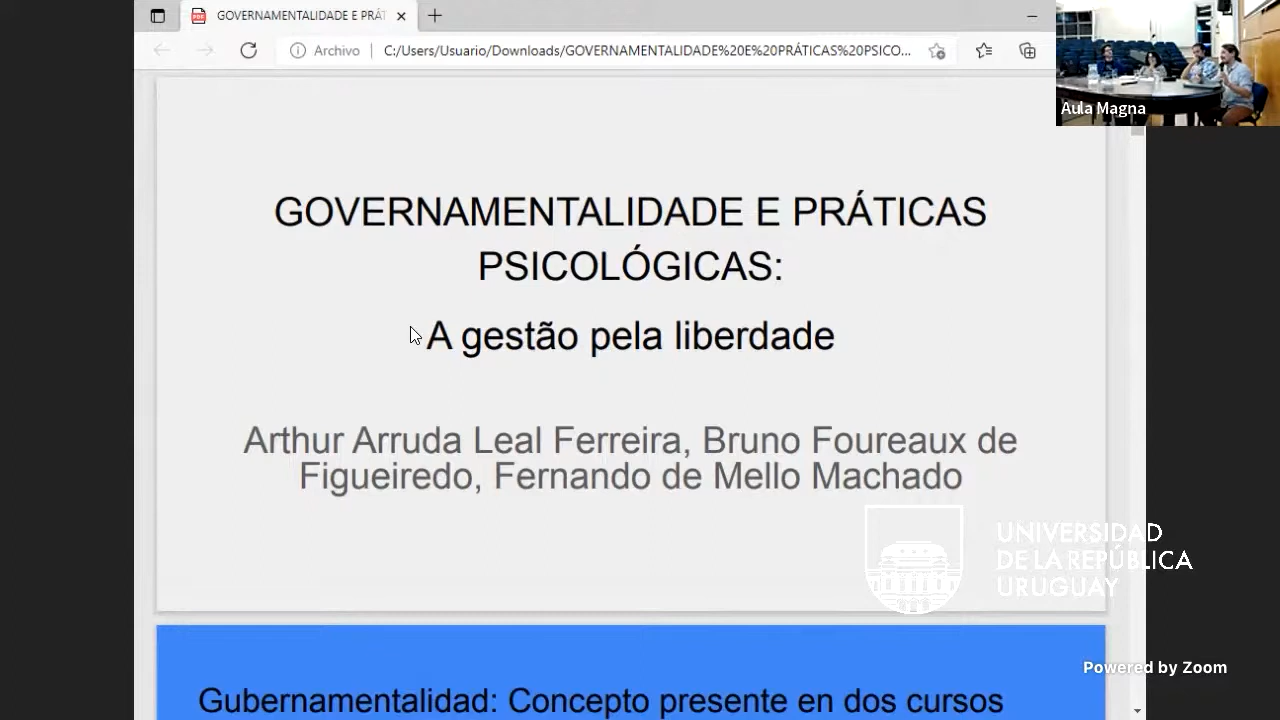 GOVERNAMENTALIDADE E PRÁT
Archivo
C:/Users/Usuario/Downloads/GOVERNAMENTALIDADE%20E%20PRÁTICAS%20PSICO...
Aula Magna
GOVERNAMENTALIDADE E PRÁTICAS
PSICOLÓGICAS:
A gestão pela liberdade
Arthur Arruda Leal Ferreira, Bruno Foureaux de
Figueiredo, Fernando de Mello Machado
UNIVERSIDAD
DE LA REPÚBLICA
URUGUAY
Powered by Zoom
Gubernamentalidad: Concepto presente en dos cursos